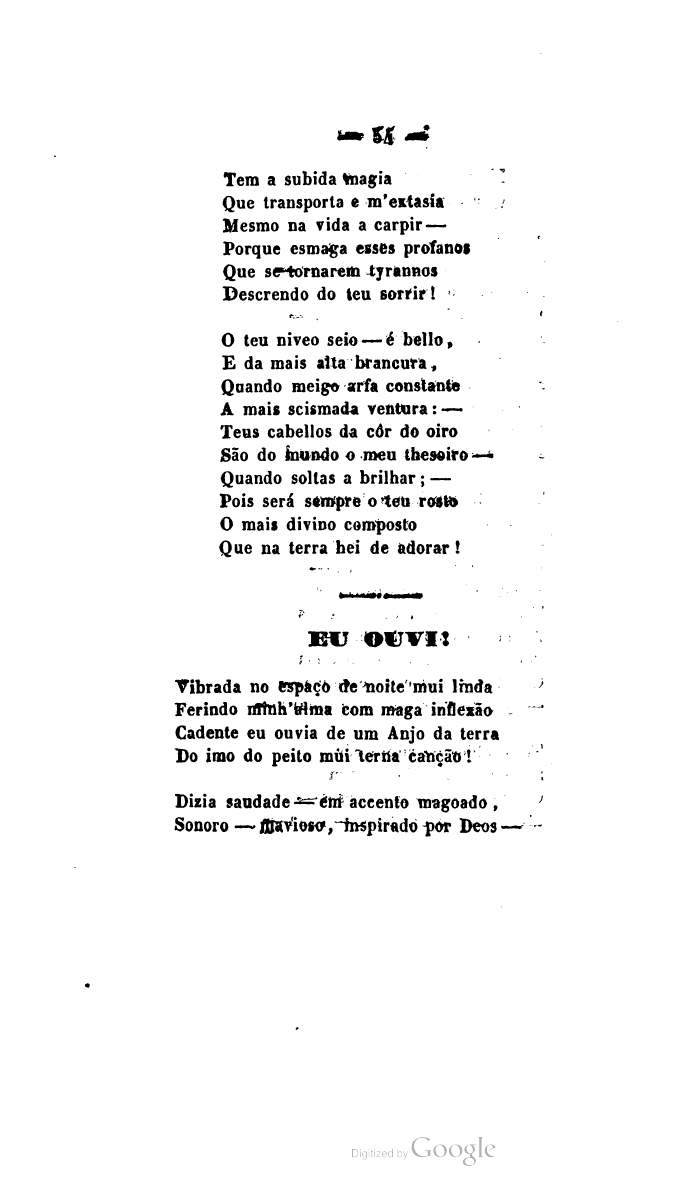 — 54 —
Tem a subida magia
Que transporta e m'extasia
Mesmo na vida a carpir —
Porque esmaga esses profanos
Que se tornarem tyrannos
Descrendo do teu sorrir!
O teu niveo seio — é bello,
E da mais alta brancura,
Quando meigo arfa constante
A mais scismada ventura: —
Teus cabellos da côr do oiro
São do mundo o meu thesoiro —
Quando soltas a brilhar; —
Pois será sempre o teu rosto
O mais divino composto
Que na terra hei de adorar!
EU OUVI!
Vibrada no espaço de noite mui linda
Ferindo minh'alma com maga inflexão
Cadente eu ouvia de um Anjo da terra
Do imo do peito mui terna canção!
Dizia saudade — em accento magoado,
Sonoro — mavioso, inspirado por Deos —
Digitized by Google